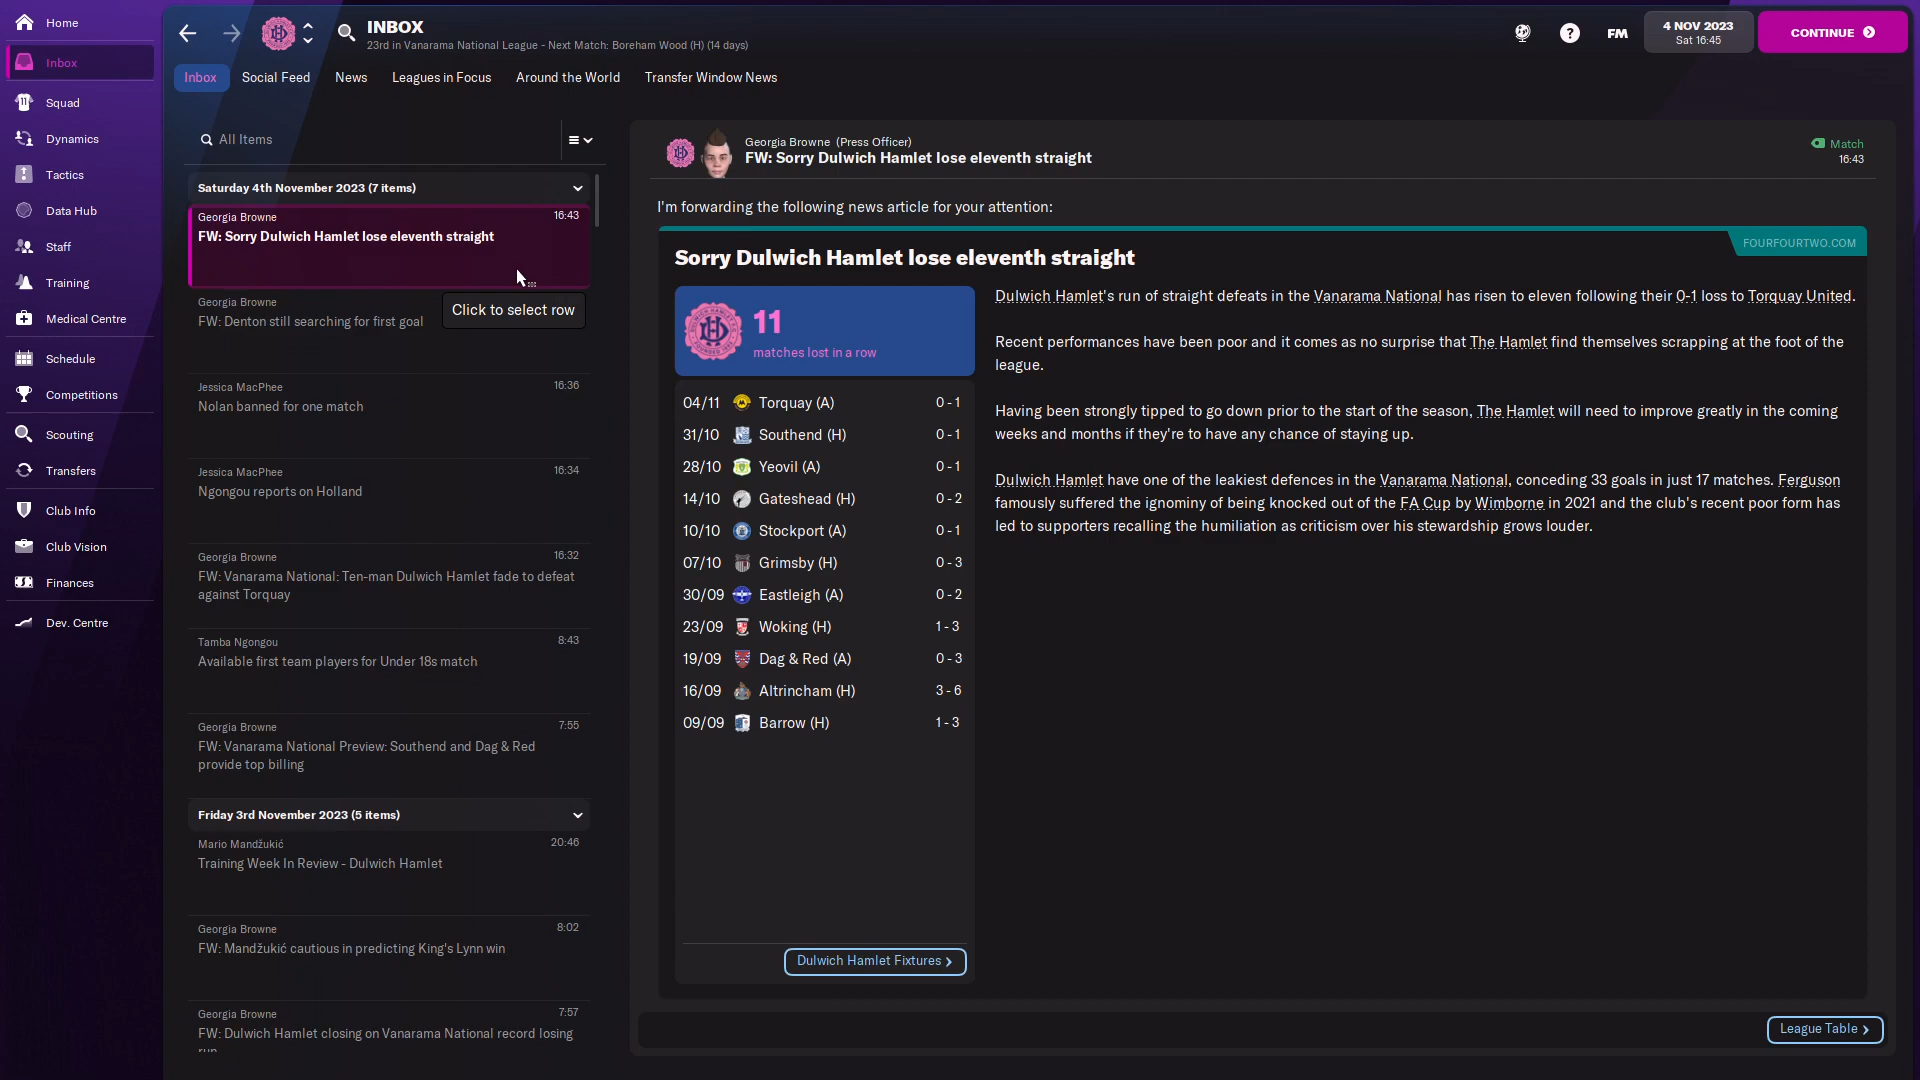 Home
Inbox
Squad
Dynamics
Tactics
Data Hub
Staff
Training
Medical Centre
Schedule
Competitions
Scouting
Transfers
Club Info
Club Vision
Finances
Dev. Centre
INBOX
23rd in Vanarama National League - Next Match: Boreham Wood (H) (14 days)
FM
4 NOV 2023
Sat 16:45
CONTINUE
Inbox Social Feed News Leagues in Focus Around the World Transfer Window News
All Items
Saturday 4th November 2023 (7 items)
Georgia Browne 16:43
FW: Sorry Dulwich Hamlet lose eleventh straight
Georgia Browne
FW: Denton still searching for first goal
Click to select row
Jessica MacPhee 16:36
Nolan banned for one match
Jessica MacPhee 16:34
Ngongou reports on Holland
Georgia Browne 16:32
FW: Vanarama National: Ten-man Dulwich Hamlet fade to defeat
against Torquay
Tamba Ngongou 8:43
Available first team players for Under 18s match
Georgia Browne 7:55
FW: Vanarama National Preview: Southend and Dag & Red
provide top billing
Friday 3rd November 2023 (5 items)
Mario Mandžukić 20:46
Training Week In Review - Dulwich Hamlet
Georgia Browne 8:02
FW: Mandžukić cautious in predicting King's Lynn win
Georgia Browne 7:57
FW: Dulwich Hamlet closing on Vanarama National record losing
run
Georgia Browne (Press Officer)
FW: Sorry Dulwich Hamlet lose eleventh straight
Match
16:43
I'm forwarding the following news article for your attention:
FOURFOURTWO.COM
Sorry Dulwich Hamlet lose eleventh straight
11
matches lost in a row
04/11 Torquay (A) 0 - 1
31/10 Southend (H) 0 - 1
28/10 Yeovil (A) 0 - 1
14/10 Gateshead (H) 0 - 2
10/10 Stockport (A) 0 - 1
07/10 Grimsby (H) 0 - 3
30/09 Eastleigh (A) 0 - 2
23/09 Woking (H) 1 - 3
19/09 Dag & Red (A) 0 - 3
16/09 Altrincham (H) 3 - 6
09/09 Barrow (H) 1 - 3
Dulwich Hamlet Fixtures
Dulwich Hamlet's run of straight defeats in the Vanarama National has risen to eleven following their 0-1 loss to Torquay United.
Recent performances have been poor and it comes as no surprise that The Hamlet find themselves scrapping at the foot of the
league.
Having been strongly tipped to go down prior to the start of the season, The Hamlet will need to improve greatly in the coming
weeks and months if they're to have any chance of staying up.
Dulwich Hamlet have one of the leakiest defences in the Vanarama National, conceding 33 goals in just 17 matches. Ferguson
famously suffered the ignominy of being knocked out of the FA Cup by Wimborne in 2021 and the club's recent poor form has
led to supporters recalling the humiliation as criticism over his stewardship grows louder.
League Table